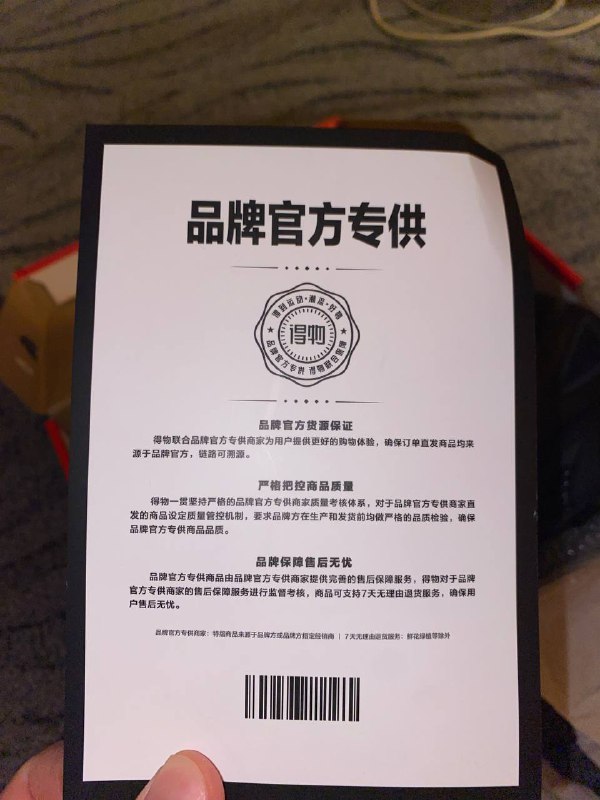 品牌官方专供
得到运动·潮流·好物
得物
品牌官方专供 得物联合保障
品牌官方货源保证
得物联合品牌官方专供商家为用户提供更好的购物体验，确保订单直发商品均来
源于品牌官方，链路可溯源。
严格把控商品质量
得物一贯坚持严格的品牌官方专供商家质量考核体系，对于品牌官方专供商家直
发的商品设定质量管控机制，要求品牌方在生产和发货前均做严格的品质检验，确保
品牌官方专供商品品质。
品牌保障售后无忧
品牌官方专供商品由品牌官方专供商家提供完善的售后保障服务，得物对于品牌
官方专供商家的售后保障服务进行监督考核，商品可支持7天无理由退货服务，确保用
户售后无忧。
品牌官方专供商家：特指商品来源于品牌方或品牌方指定经销商 | 7天无理由退货服务：鲜花绿植等除外